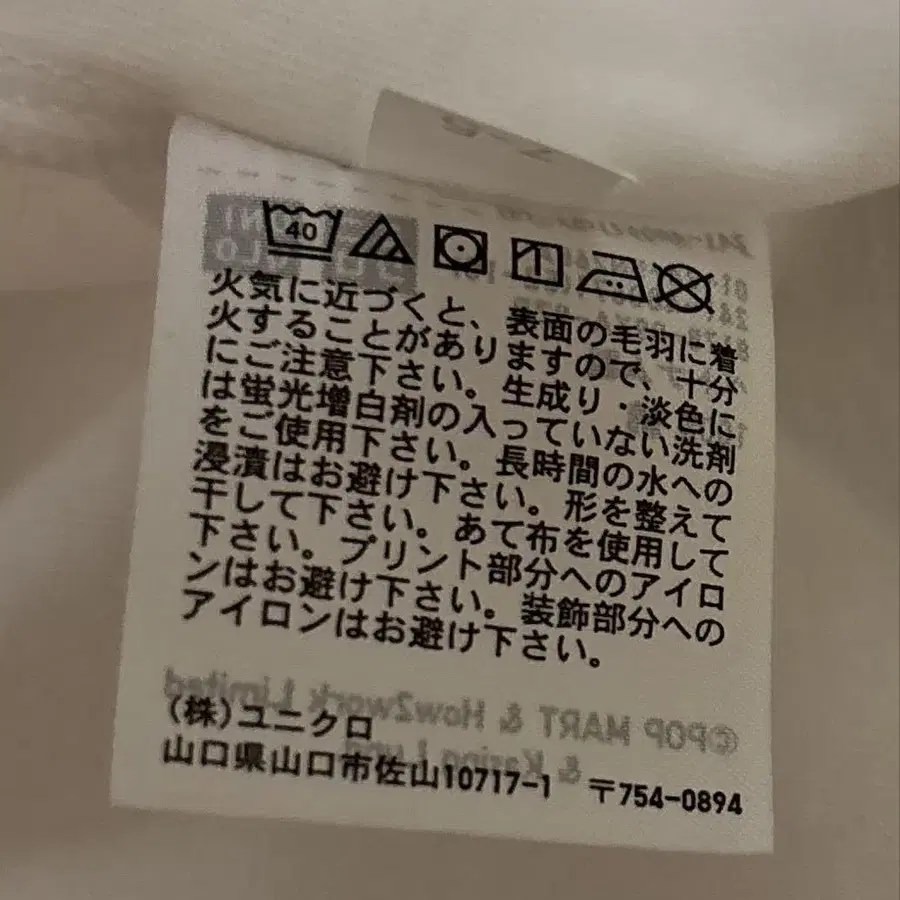 40
火気に近づくと、表面の毛羽に着
火することがありますので、十分
にご注意下さい。生成り・淡色に
は蛍光増白剤の入っていない洗剤
をご使用下さい。長時間の水への
浸漬はお避け下さい。形を整えて
干して下さい。あて布を使用して
下さい。プリント部分へのアイロ
ンはお避け下さい。装飾部分への
アイロンはお避け下さい。
©POP MART & How2work Limited
& Kasing Lung
(株)ユニクロ
山口県山口市佐山10717-1 〒754-0894